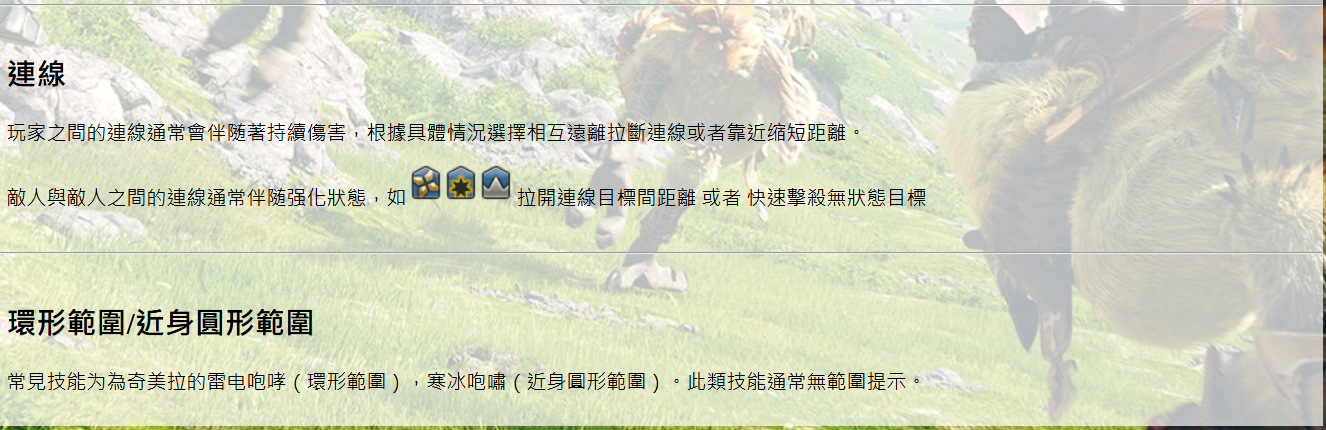 連線
玩家之間的連線通常會伴随著持續傷害，根據具體情況選擇相互遠離拉斷連線或者靠近缩短距離。
敵人與敵人之間的連線通常伴随强化狀態，如 拉開連線目標間距離 或者 快速擊殺無狀態目標
環形範圍/近身圓形範圍
常見技能为為奇美拉的雷电咆哮（環形範圍），寒冰咆嘯（近身圓形範圍）。此類技能通常無範圍提示。